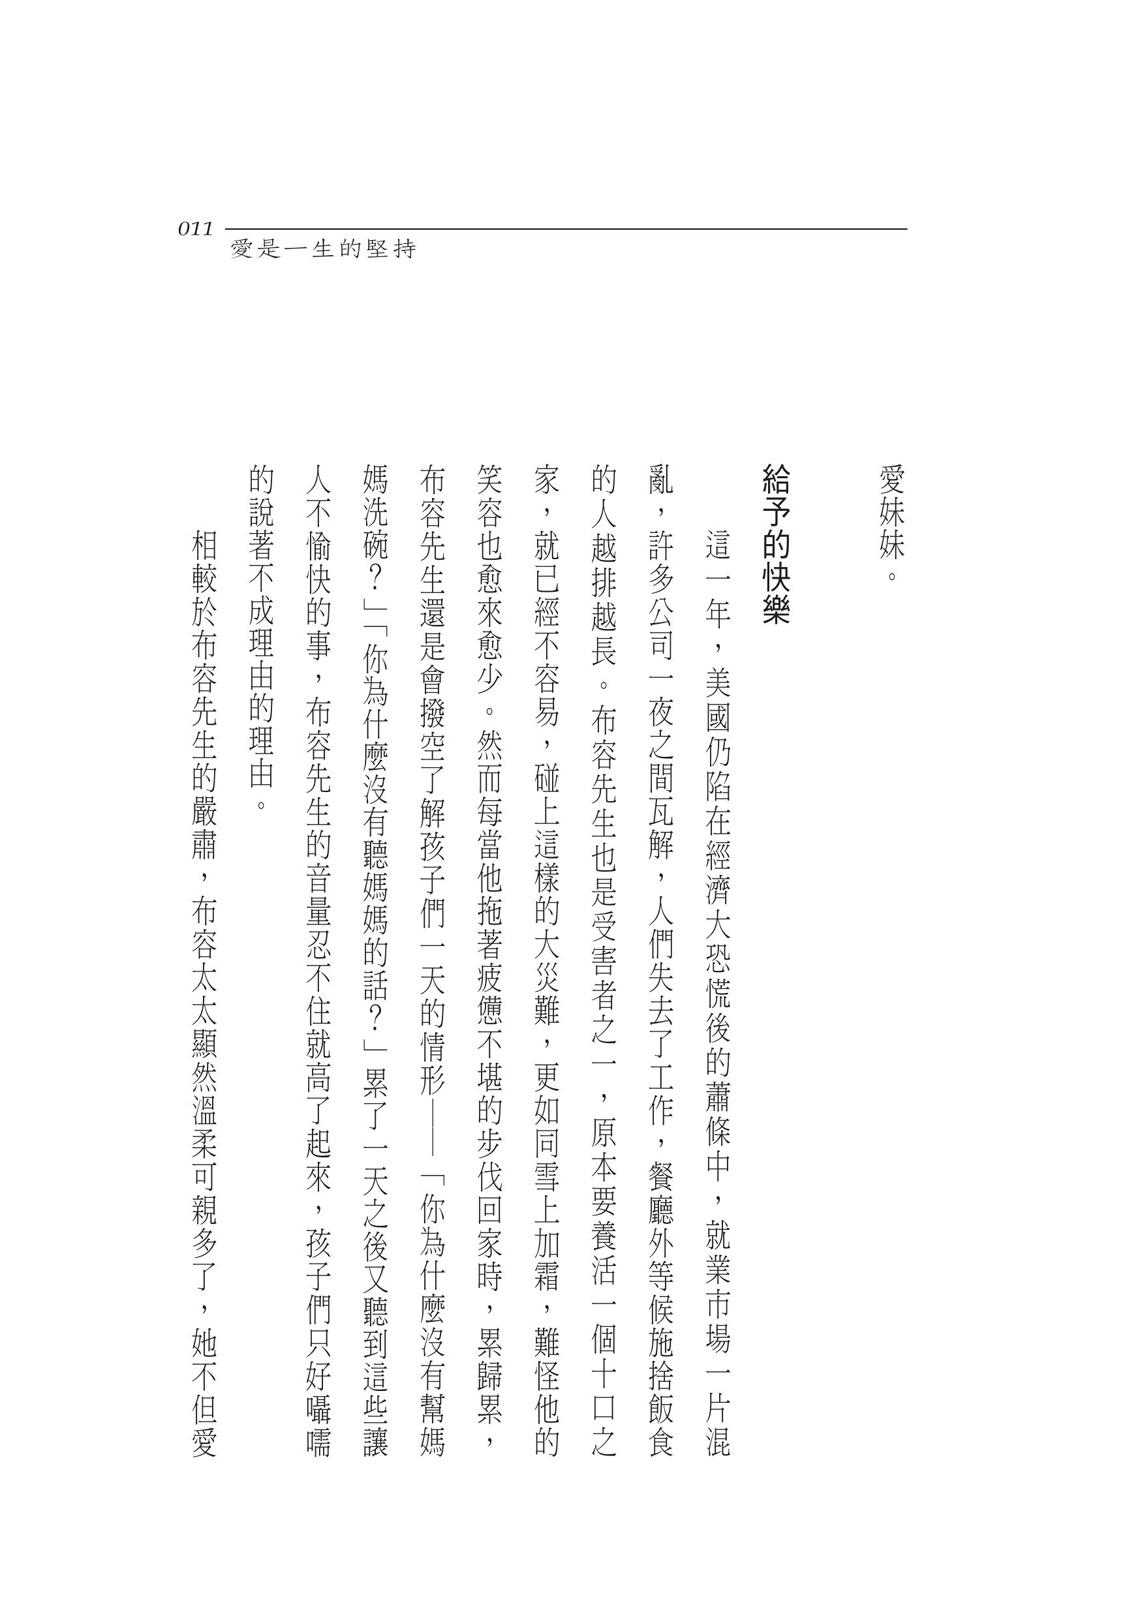 011
愛是一生的堅持
愛妹妹。
給予的快樂
這一年，美國仍陷在經濟大恐慌後的蕭條中，就業市場一片混
亂，許多公司一夜之間瓦解，人們失去了工作，餐廳外等候施捨飯食
的人越排越長。布容先生也是受害者之一，原本要養活一個十口之
家，就已經不容易，碰上這樣的大災難，更如同雪上加霜，難怪他的
笑容也愈來愈少。然而每當他拖著疲憊不堪的步伐回家時，累歸累，
布容先生還是會撥空了解孩子們一天的情形——「你為什麼沒有幫媽
媽洗碗？」「你為什麼沒有聽媽媽的話？」累了一天之後又聽到這些讓
人不愉快的事，布容先生的音量忍不住就高了起來，孩子們只好囁嚅
的說著不成理由的理由。
相較於布容先生的嚴肅，布容太太顯然溫柔可親多了，她不但愛